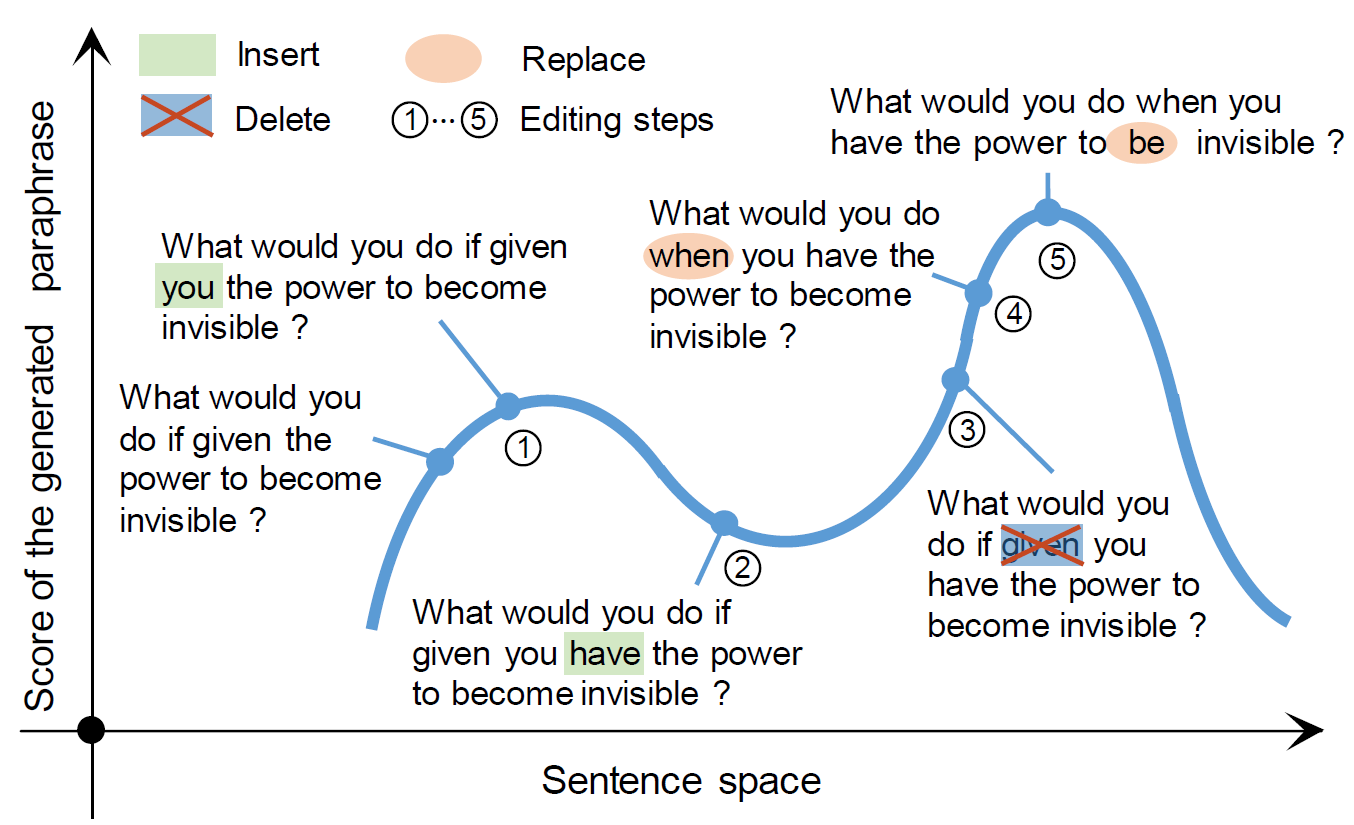 Insert
Replace
Delete
①···⑤ Editing steps
Score of the generated paraphrase
What would you
do if given the
power to become
invisible ?
What would you do if given
you the power to become
invisible ?
①
What would you do if
given you have the power
to become invisible ?
②
What would you
do if given you
have the power to
become invisible ?
③
What would you do
when you have the
power to become
invisible ?
④
What would you do when you
have the power to be invisible ?
⑤
Sentence space